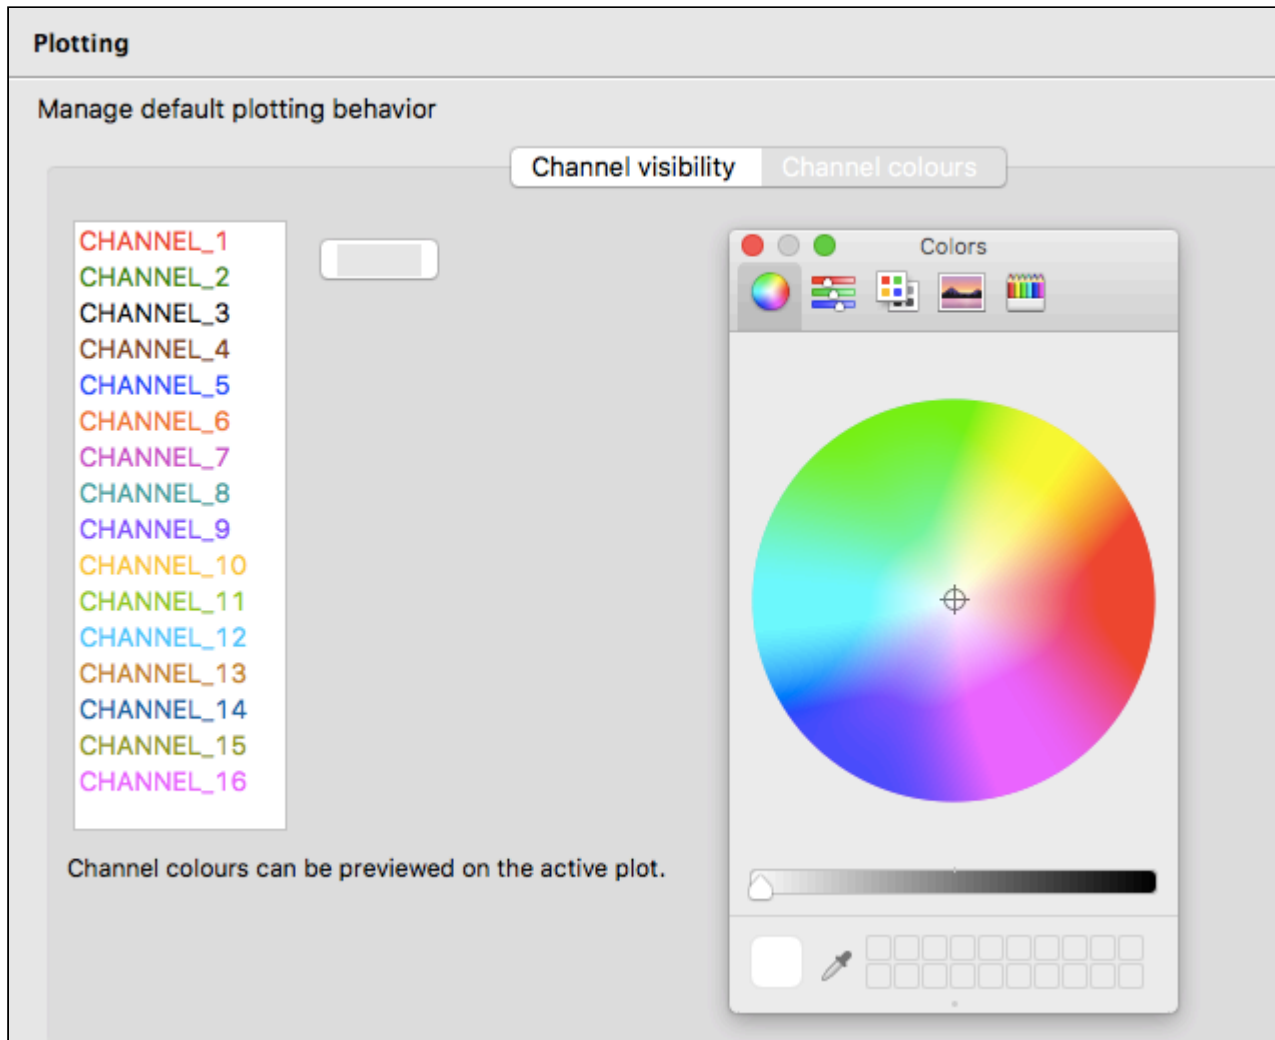 Plotting
Manage default plotting behavior
Channel visibility Channel colours
CHANNEL_1
CHANNEL_2
CHANNEL_3
CHANNEL_4
CHANNEL_5
CHANNEL_6
CHANNEL_7
CHANNEL_8
CHANNEL_9
CHANNEL_10
CHANNEL_11
CHANNEL_12
CHANNEL_13
CHANNEL_14
CHANNEL_15
CHANNEL_16
Channel colours can be previewed on the active plot.
Colors